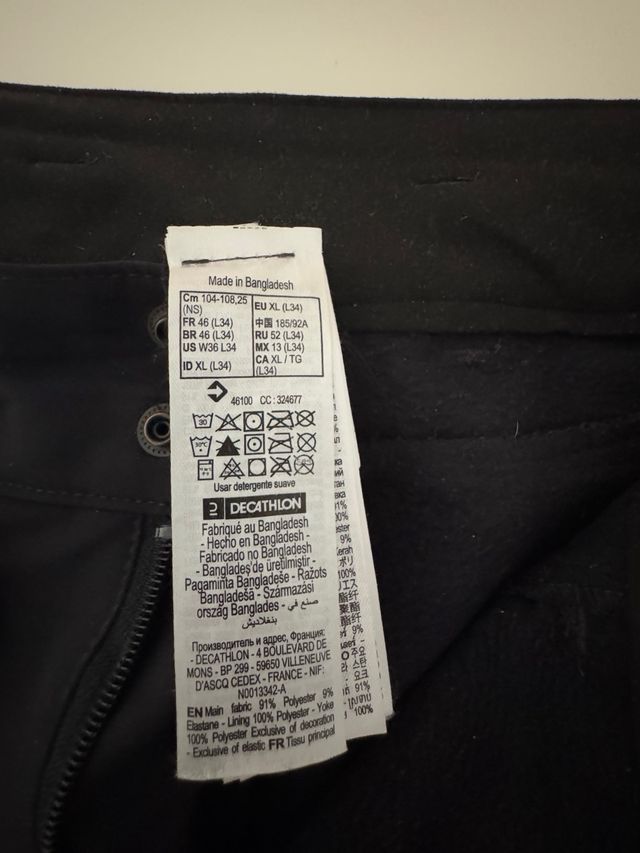 Made in Bangladesh
Cm 104-108,25
(NS)
FR 46 (L34)
BR 46 (L34)
US W36 L34
ID XL (L34)
EU XL (L34)
中国 185/92A
RU 52 (L34)
MX 13 (L34)
CA XL / TG
(L34)
46100 CC : 324677
30
30°C
Usar detergente suave
DECATHLON
Fabriqué au Bangladesh
- Hecho en Bangladesh -
Fabricado no Bangladesh
- Bangladeş'de üretilmiştir -
Pagaminta Bangladeše - Ražots
Bangladešā - Származási
ország Banglades - صنع في
بنغلاديش
Производитель и адрес, Франция:
- DECATHLON - 4 BOULEVARD DE
MONS - BP 299 - 59650 VILLENEUVE
D'ASCQ CEDEX - FRANCE - NIF:
N0013342-A
EN Main fabric 91% Polyester 9%
Elastane - Lining 100% Polyester - Yoke
100% Polyester Exclusive of decoration
- Exclusive of elastic FR Tissu principal